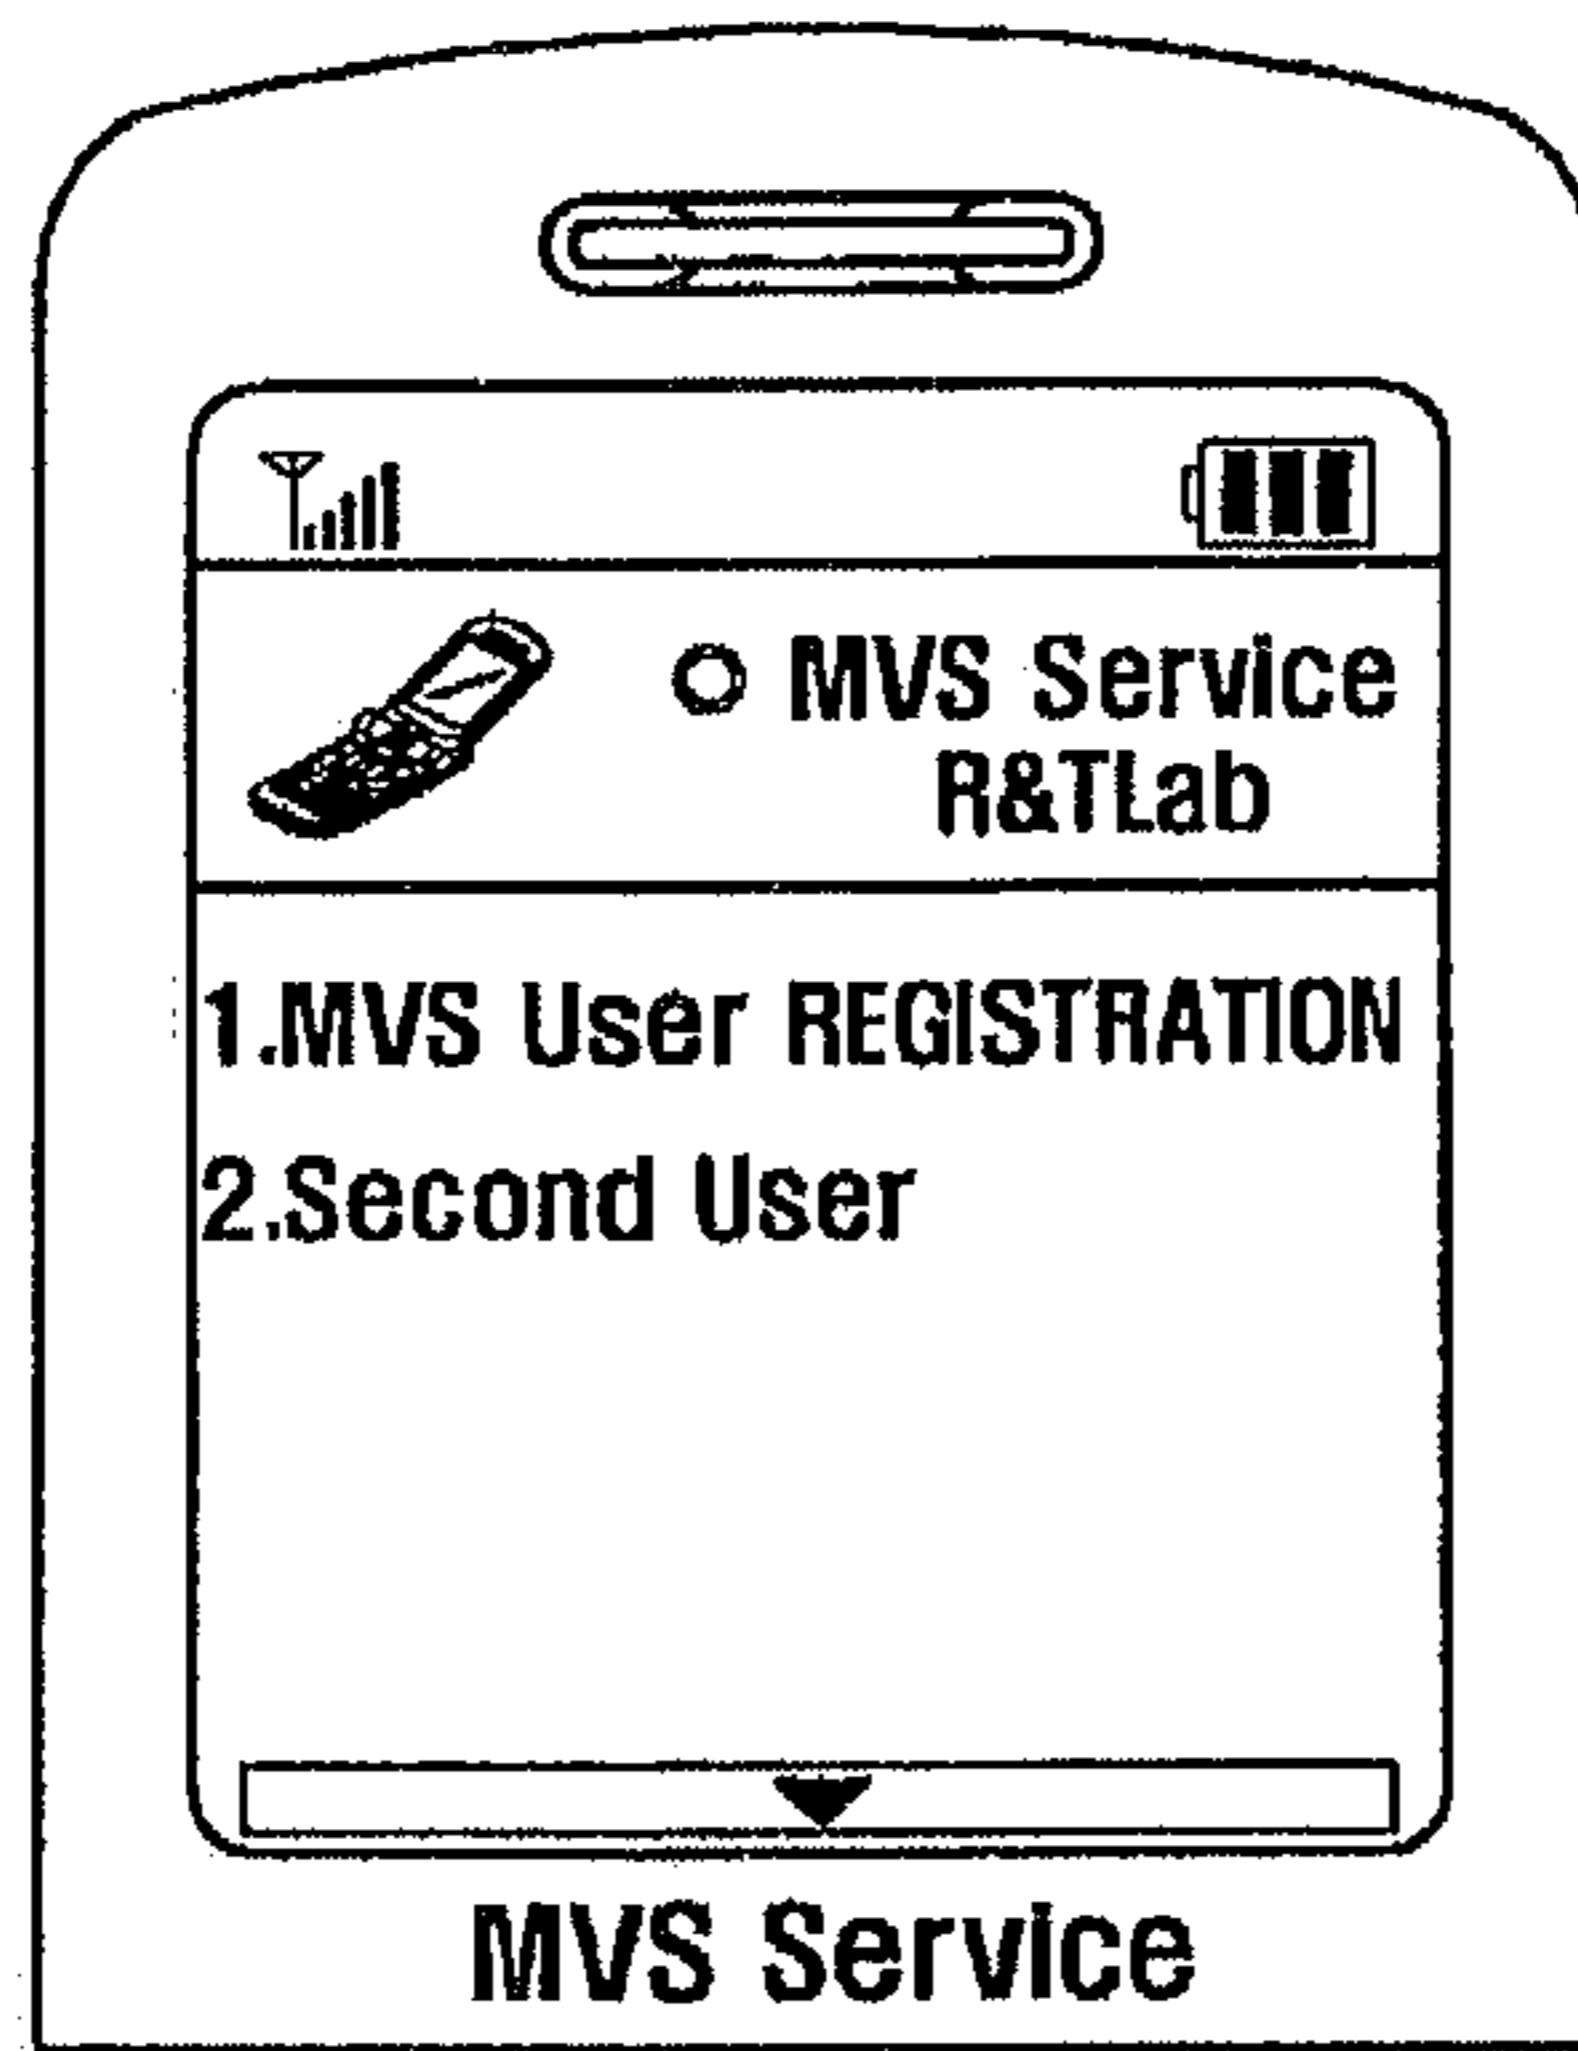 MVS Service
R&TLab
1.MVS User REGISTRATION
2.Second User
MVS Service